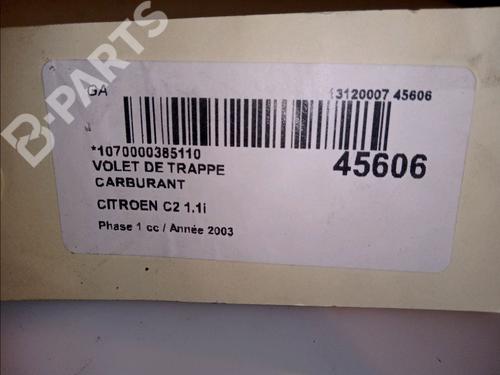 B-PARTS
GA
13120007 45606
*1070000385110
45606
VOLET DE TRAPPE
CARBURANT
CITROEN C2 1.1i
Phase 1 cc / Année 2003